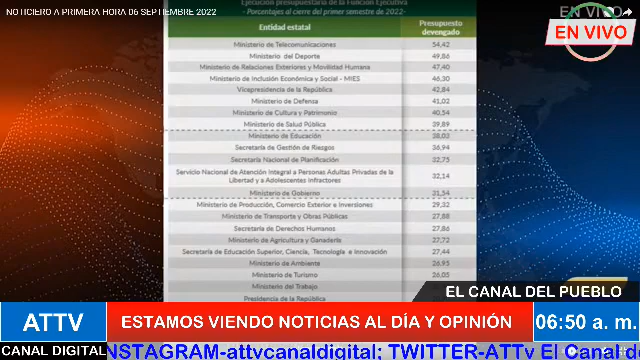 NOTICIERO A PRIMERA HORA 06 SEPTIEMBRE 2022
EN VIVO
EN VIVO
Ejecución presupuestaria de la Función Ejecutiva
- Porcentajes al cierre del primer semestre de 2022-
Entidad estatal Presupuesto devengado
Ministerio de Telecomunicaciones 54,42
Ministerio del Deporte 49,86
Ministerio de Relaciones Exteriores y Movilidad Humana 47,40
Ministerio de Inclusión Económica y Social - MIES 46,30
Vicepresidencia de la República 42,84
Ministerio de Defensa 41,02
Ministerio de Cultura y Patrimonio 40,54
Ministerio de Salud Pública 39,89
Ministerio de Educación 38,03
Secretaría de Gestión de Riesgos 36,94
Secretaría Nacional de Planificación 32,75
Servicio Nacional de Atención Integral a Personas Adultas Privadas de la
Libertad y a Adolescentes Infractores 32,14
Ministerio de Gobierno 31,54
Ministerio de Producción, Comercio Exterior e Inversiones 29,32
Ministerio de Transporte y Obras Públicas 27,88
Secretaría de Derechos Humanos 27,86
Ministerio de Agricultura y Ganadería 27,72
Secretaría de Educación Superior, Ciencia, Tecnología e Innovación 27,44
Ministerio de Ambiente 26,95
Ministerio de Turismo 26,05
Ministerio del Trabajo
Presidencia de la República
EL CANAL DEL PUEBLO
ATTV
ESTAMOS VIENDO NOTICIAS AL DÍA Y OPINIÓN
06:50 a. m.
CANAL DIGITAL
INSTAGRAM-attvcanaldigital; TWITTER-ATTv El Canal